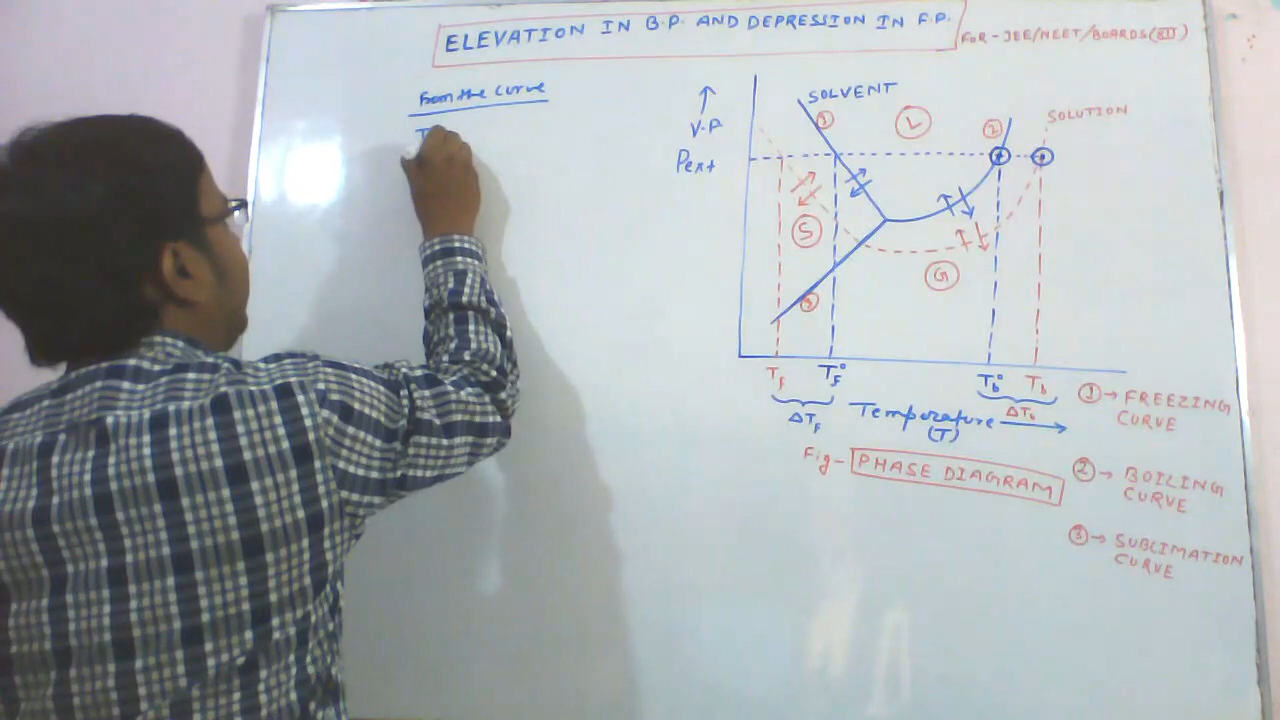 ELEVATION IN B.P. AND DEPRESSION IN F.P.
FOR - JEE/NEET/BOARDS(XII)
From the curve
T
V.P
Pext
SOLVENT
SOLUTION
1
L
2
S
G
3
Tf
Tf°
Tb°
Tb
ΔTf
ΔTb
Temperature
(T)
Fig- PHASE DIAGRAM
1 → FREEZING
CURVE
2 → BOILING
CURVE
3 → SUBLIMATION
CURVE